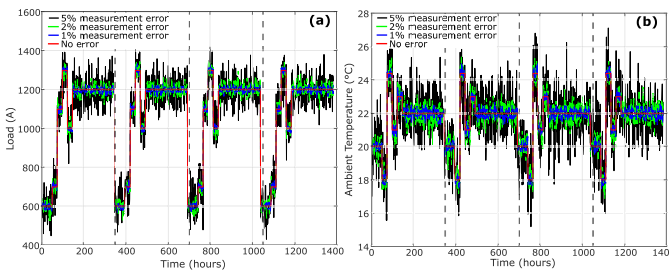 5% measurement error
2% measurement error
1% measurement error
No error
(a)
1600
1400
1200
1000
800
600
400
Load (A)
0 200 400 600 800 1000 1200 1400
Time (hours)
5% measurement error
2% measurement error
1% measurement error
No error
(b)
28
26
24
22
20
18
16
14
Ambient Temperature (°C)
0 200 400 600 800 1000 1200 1400
Time (hours)